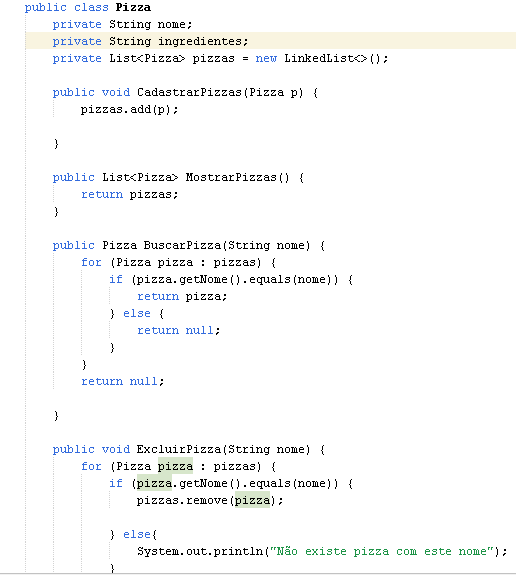 public class Pizza
private String nome;
private String ingredientes;
private List<Pizza> pizzas = new LinkedList<>();
public void CadastrarPizzas(Pizza p) {
pizzas.add(p);
}
public List<Pizza> MostrarPizzas() {
return pizzas;
}
public Pizza BuscarPizza(String nome) {
for (Pizza pizza : pizzas) {
if (pizza.getNome().equals(nome)) {
return pizza;
} else {
return null;
}
}
return null;
}
public void ExcluirPizza(String nome) {
for (Pizza pizza : pizzas) {
if (pizza.getNome().equals(nome)) {
pizzas.remove(pizza);
} else{
System.out.println("Não existe pizza com este nome");
}